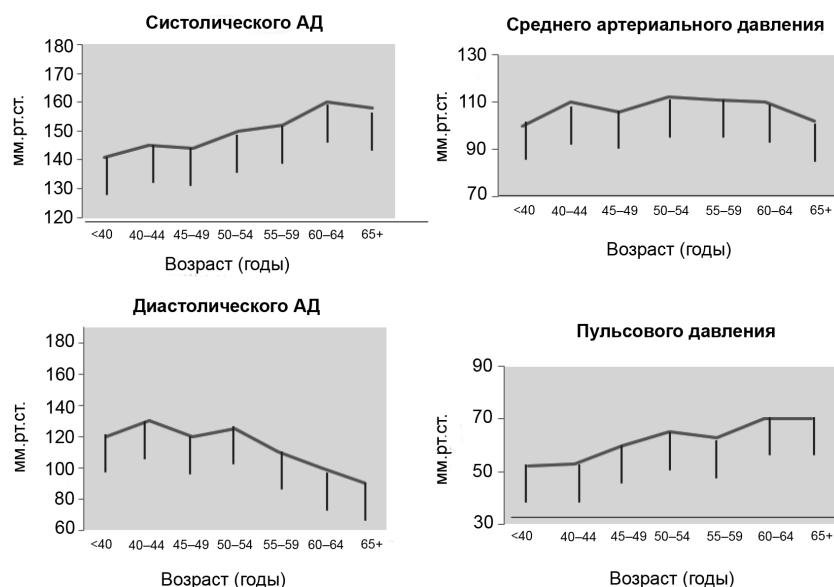 Систолического АД
180
170
160
150
140
130
120
мм.рт.ст.
<40 40–44 45–49 50–54 55–59 60–64 65+
Возраст (годы)
Среднего артериального давления
130
110
90
70
мм.рт.ст.
<40 40–44 45–49 50–54 55–59 60–64 65+
Возраст (годы)
Диастолического АД
180
160
140
120
100
80
60
мм.рт.ст.
<40 40–44 45–49 50–54 55–59 60–64 65+
Возраст (годы)
Пульсового давления
90
70
50
30
мм.рт.ст.
<40 40–44 45–49 50–54 55–59 60–64 65+
Возраст (годы)